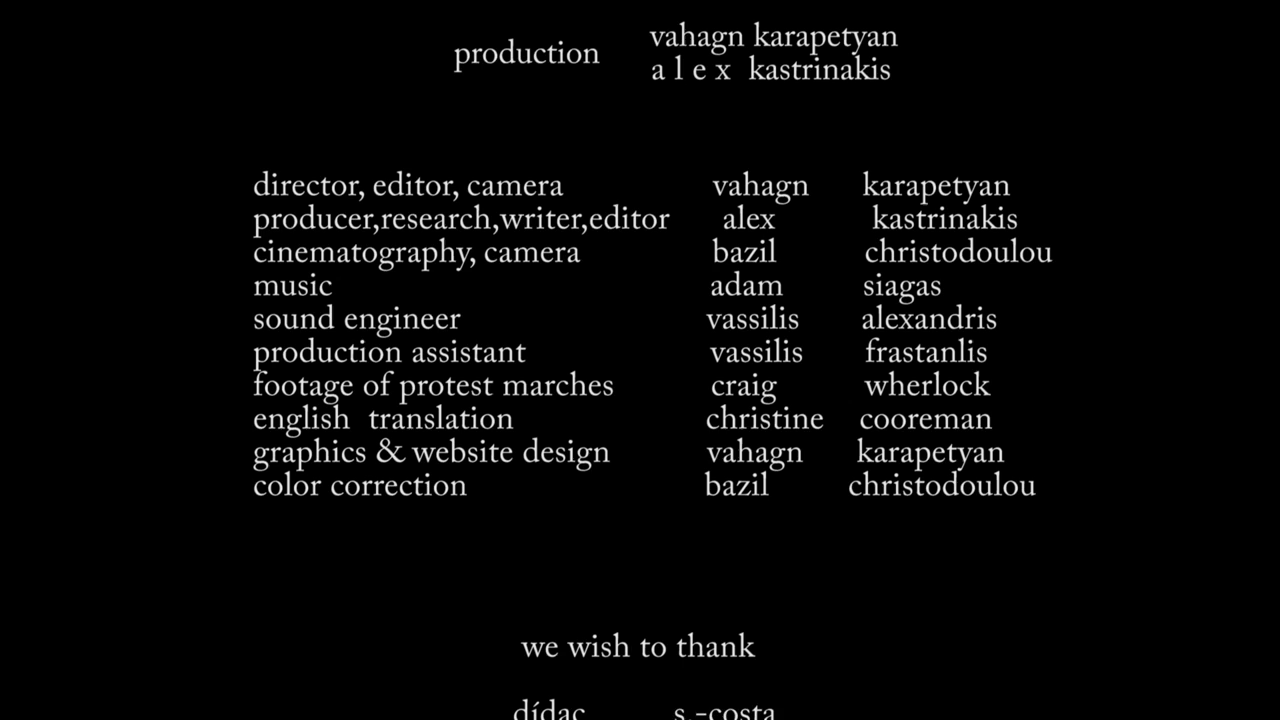 production
vahagn karapetyan
a l e x kastrinakis
director, editor, camera vahagn karapetyan
producer,research,writer,editor alex kastrinakis
cinematography, camera bazil christodoulou
music adam siagas
sound engineer vassilis alexandris
production assistant vassilis frastanlis
footage of protest marches craig wherlock
english translation christine cooreman
graphics & website design vahagn karapetyan
color correction bazil christodoulou
we wish to thank
dídac s.-costa